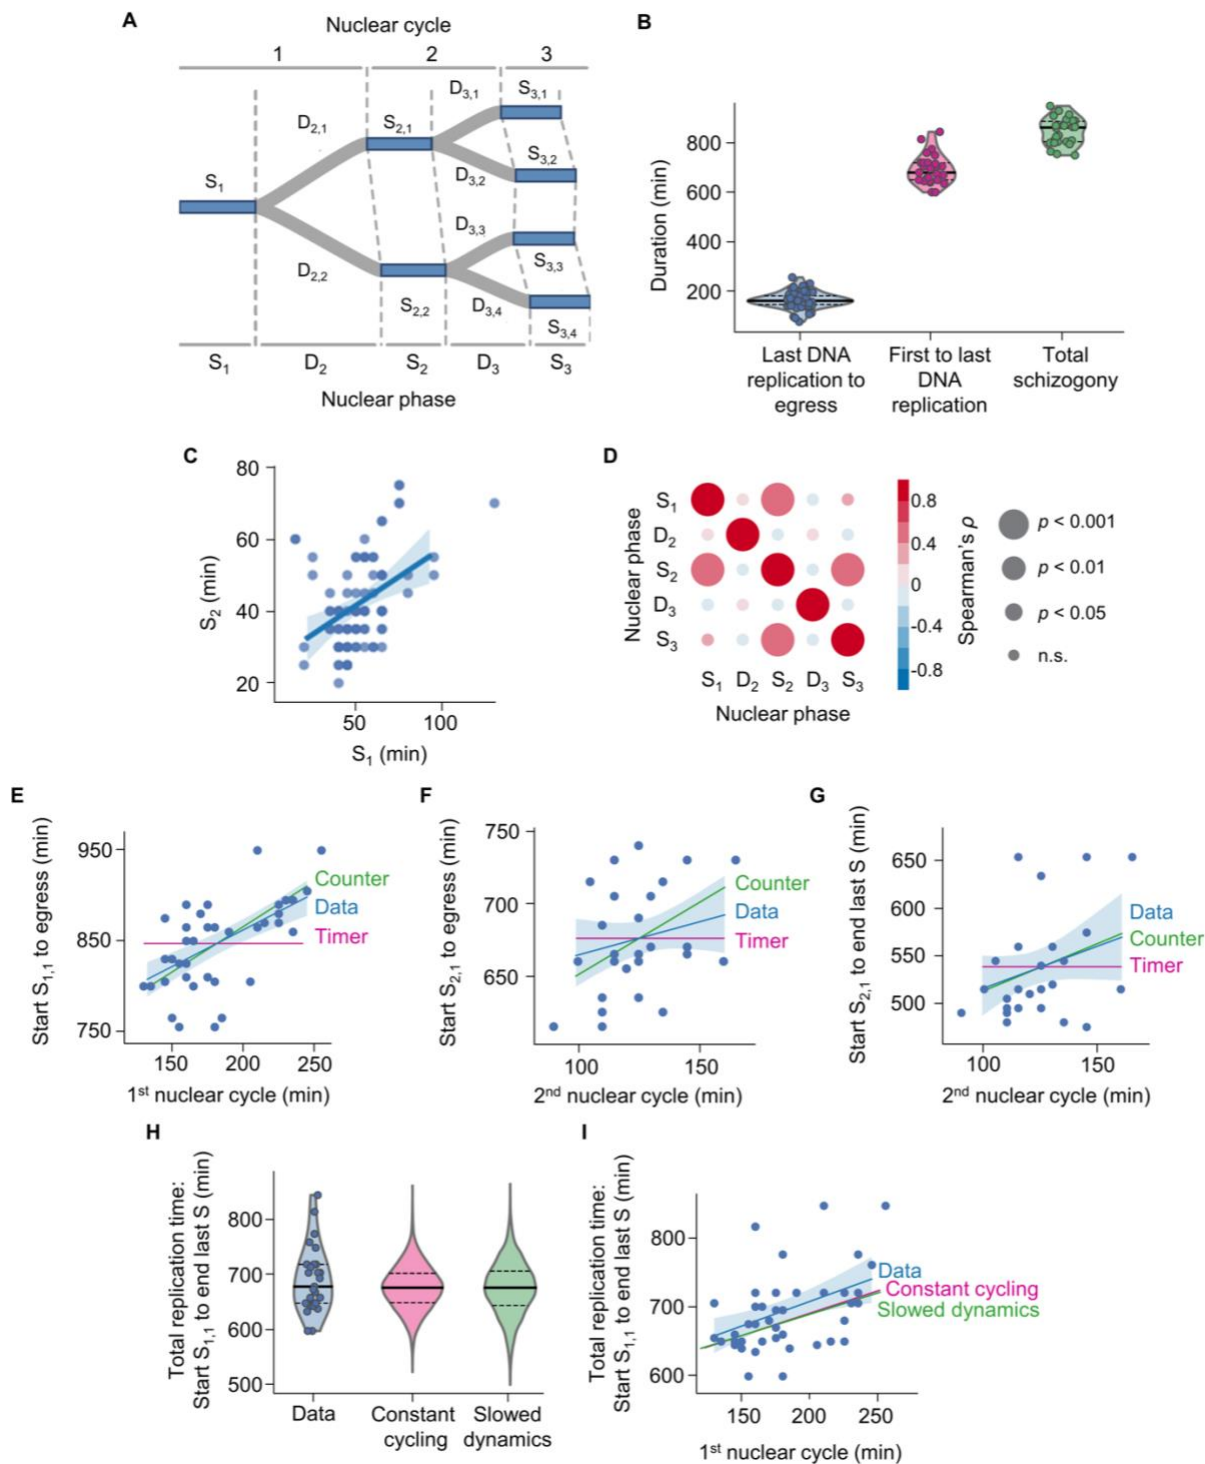 A
Nuclear cycle
1 2 3
D3,1 S3,1
D2,1 S2,1
S3,2
S1 D3,2
D3,3
D2,2 S3,3
S2,2 D3,4
S3,4
S1 D2 S2 D3 S3
Nuclear phase
B
Duration (min)
800
600
400
200
Last DNA replication to egress
First to last DNA replication
Total schizogony
C
S2 (min)
80
60
40
20
50 100
S1 (min)
D
Nuclear phase
S1
D2
S2
D3
S3
S1 D2 S2 D3 S3
Nuclear phase
0.8
0.4
0
-0.4
-0.8
Spearman's ρ
p < 0.001
p < 0.01
p < 0.05
n.s.
E
Start S1,1 to egress (min)
950
850
750
Counter
Data
Timer
150 200 250
1st nuclear cycle (min)
F
Start S2,1 to egress (min)
750
700
650
Counter
Data
Timer
100 150
2nd nuclear cycle (min)
G
Start S2,1 to end last S (min)
650
600
550
500
Data
Counter
Timer
100 150
2nd nuclear cycle (min)
H
Total replication time:
Start S1,1 to end last S (min)
800
700
600
500
Data
Constant cycling
Slowed dynamics
I
Total replication time:
Start S1,1 to end last S (min)
800
700
600
Data
Constant cycling
Slowed dynamics
150 200 250
1st nuclear cycle (min)